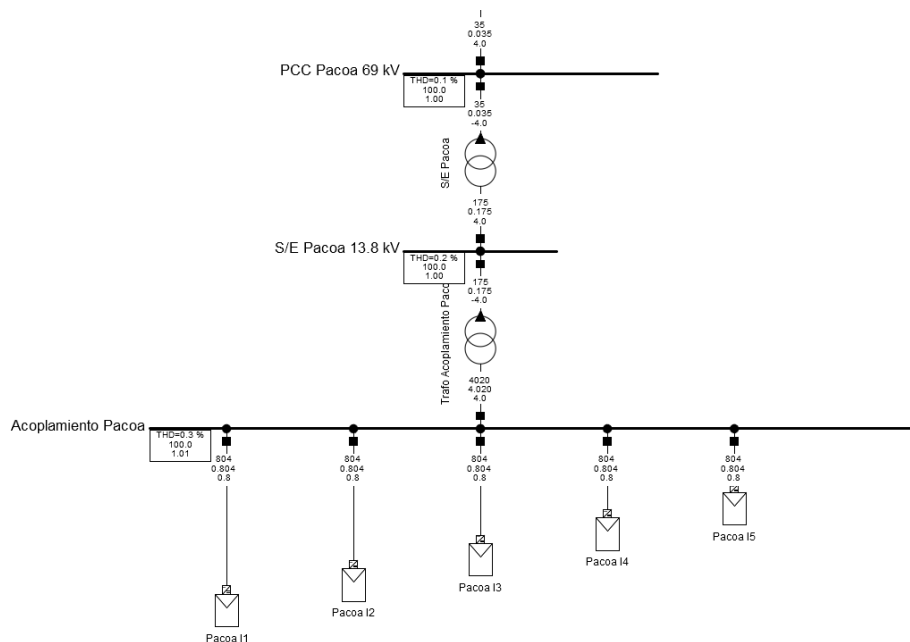 35
0.035
4.0
PCC Pacoa 69 kV
THD=0.1 %
100.0
1.00
35
0.035
-4.0
S/E Pacoa
175
0.175
4.0
S/E Pacoa 13.8 kV
THD=0.2 %
100.0
1.00
175
0.175
-4.0
Trafo Acoplamiento Paco
4020
4.020
4.0
Acoplamiento Pacoa
THD=0.3 %
100.0
1.01
804
0.804
0.8
804
0.804
0.8
804
0.804
0.8
804
0.804
0.8
804
0.804
0.8
Pacoa I5
Pacoa I4
Pacoa I3
Pacoa I2
Pacoa I1